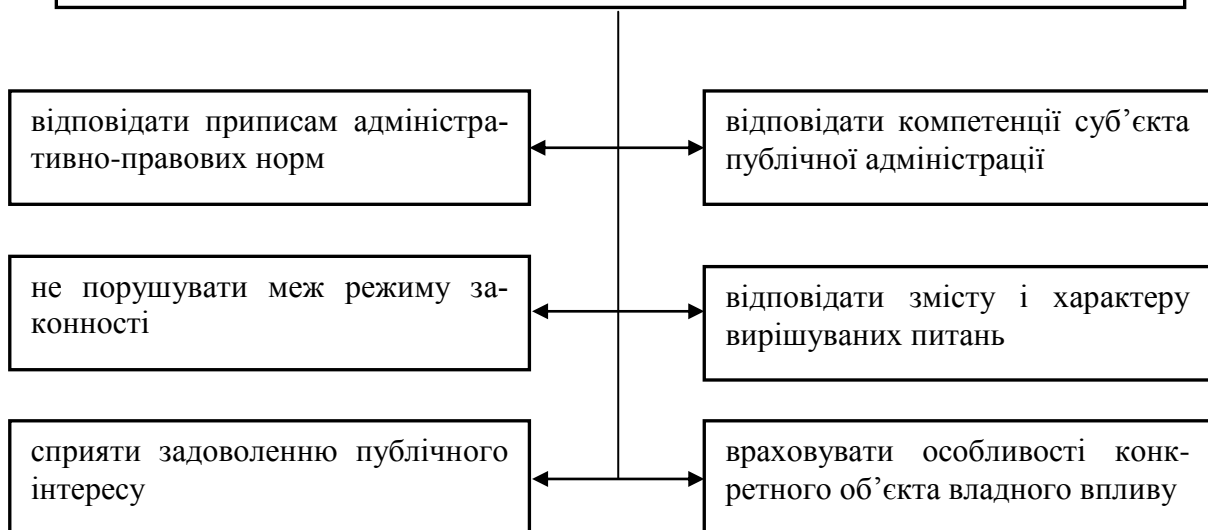 відповідати приписам адміністра-
тивно-правових норм
відповідати компетенції суб’єкта
публічної адміністрації
не порушувати меж режиму за-
конності
відповідати змісту і характеру
вирішуваних питань
сприяти задоволенню публічного
інтересу
враховувати особливості конк-
ретного об’єкта владного впливу